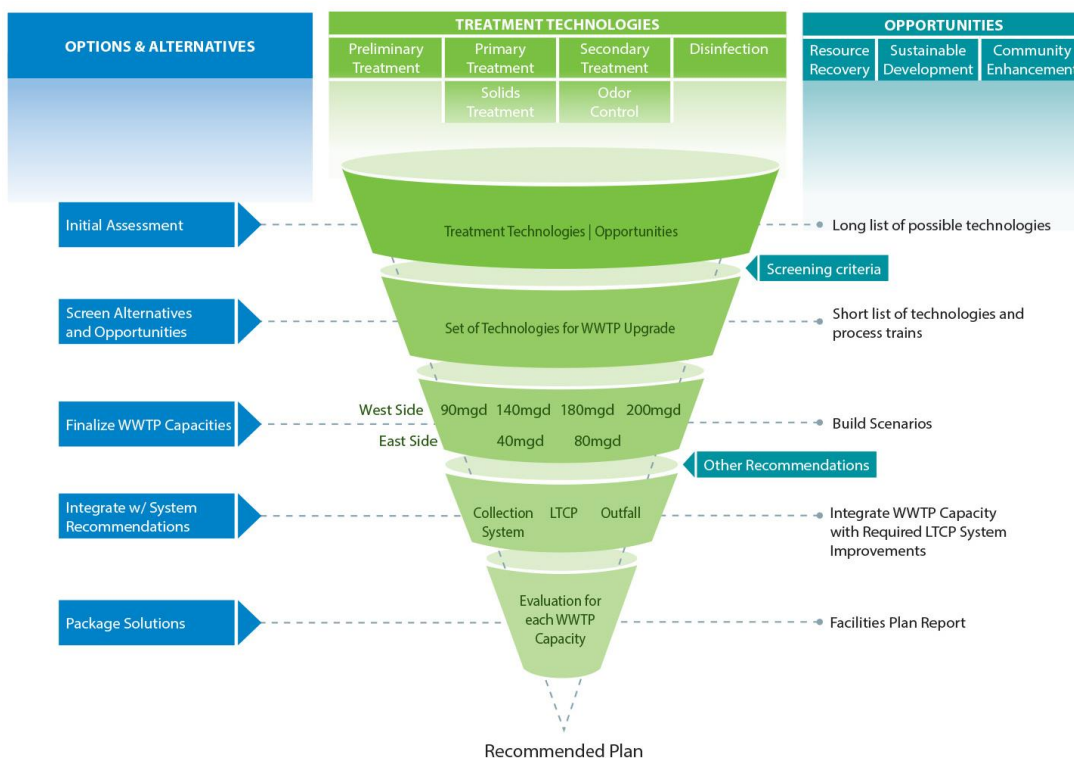 OPTIONS & ALTERNATIVES
TREATMENT TECHNOLOGIES
Preliminary
Treatment
Primary
Treatment
Secondary
Treatment
Disinfection
Solids
Treatment
Odor
Control
OPPORTUNITIES
Resource
Recovery
Sustainable
Development
Community
Enhancement
Initial Assessment
Treatment Technologies | Opportunities
Long list of possible technologies
Screening criteria
Screen Alternatives
and Opportunities
Set of Technologies for WWTP Upgrade
Short list of technologies and
process trains
Finalize WWTP Capacities
West Side 90mgd 140mgd 180mgd 200mgd
East Side 40mgd 80mgd
Build Scenarios
Other Recommendations
Integrate w/ System
Recommendations
Collection
System
LTCP
Outfall
Integrate WWTP Capacity
with Required LTCP System
Improvements
Package Solutions
Evaluation for
each WWTP
Capacity
Facilities Plan Report
Recommended Plan